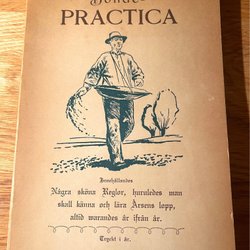 PRACTICA
Innehållandes
Några sköna Reglor, huruledes man
skall känna och lära Årsens lopp,
altid warandes år ifrån år.
Tryckt i år.